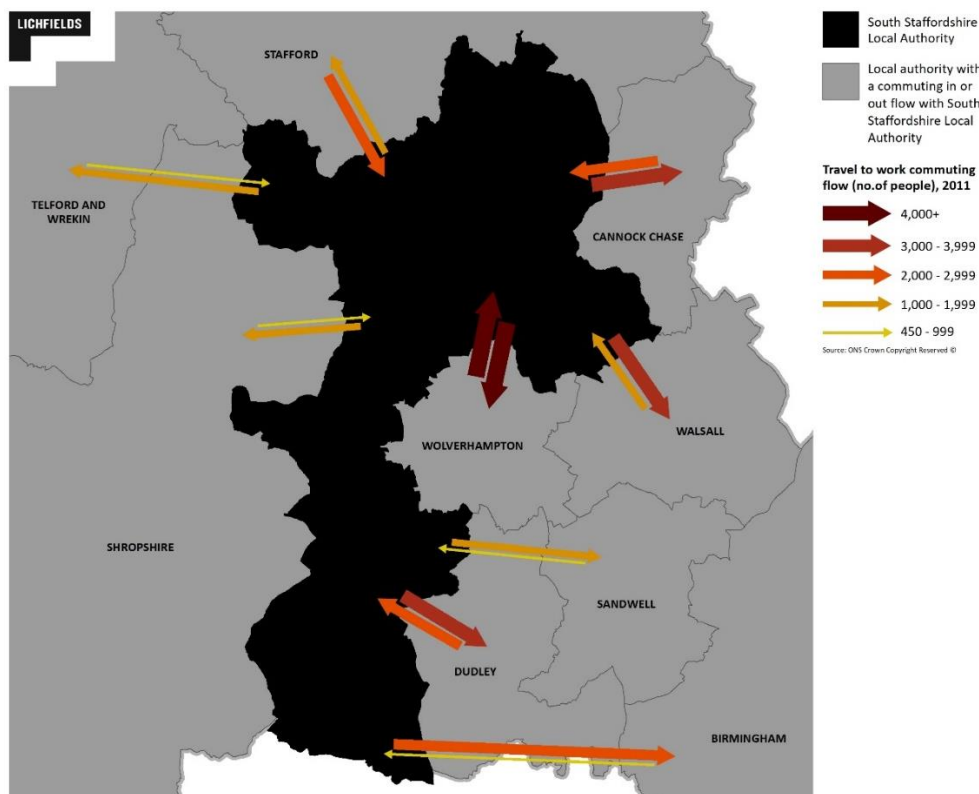 LICHFIELDS
STAFFORD
TELFORD AND
WREKIN
CANNOCK CHASE
WOLVERHAMPTON
WALSALL
SHROPSHIRE
SANDWELL
DUDLEY
BIRMINGHAM
South Staffordshire
Local Authority
Local authority with
a commuting in or
out flow with South
Staffordshire Local
Authority
Travel to work commuting
flow (no.of people), 2011
4,000+
3,000 - 3,999
2,000 - 2,999
1,000 - 1,999
450 - 999
Source: ONS Crown Copyright Reserved ©